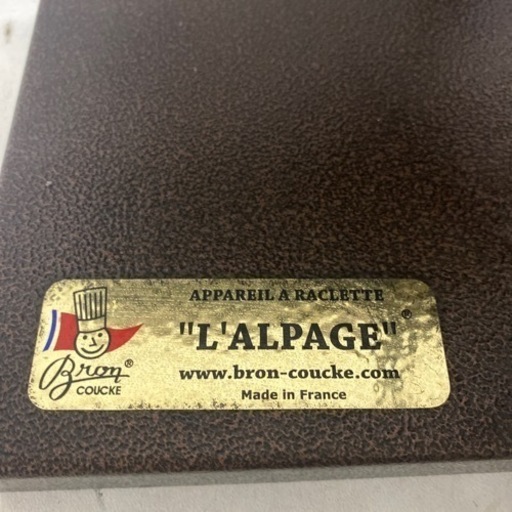 APPAREIL A RACLETTE
"L'ALPAGE"®
www.bron-coucke.com
Made in France
Bron®
COUCKE